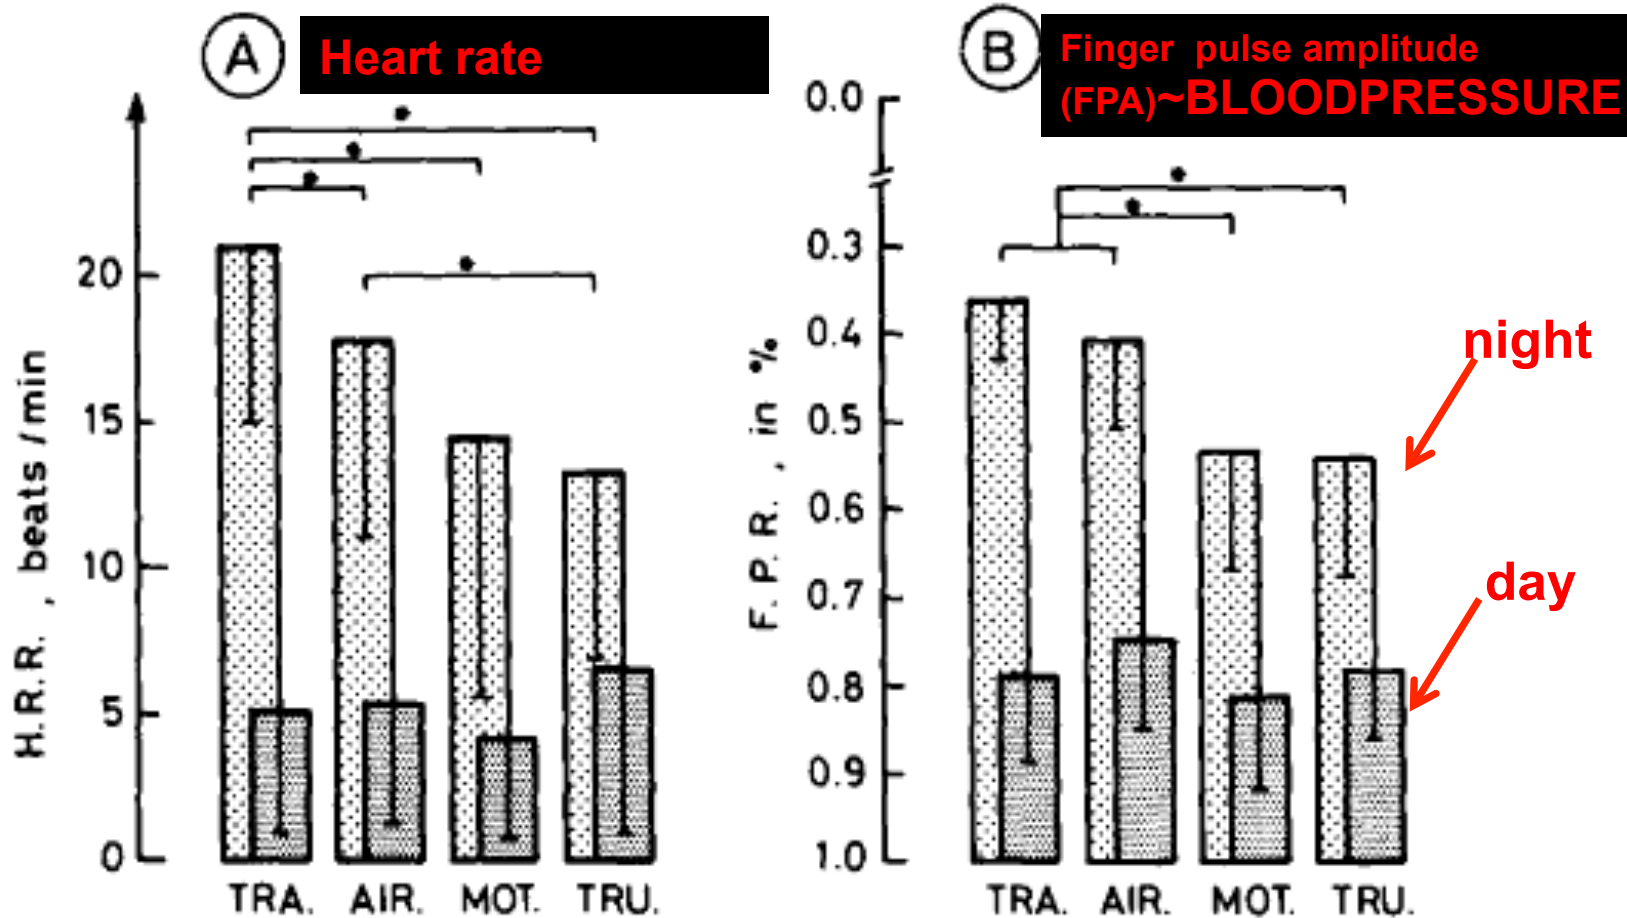 A
Heart rate
H.R.R. , beats / min
20
15
10
5
0
TRA. AIR. MOT. TRU.
B
Finger pulse amplitude
(FPA)~BLOODPRESSURE
F.P.R. , in %
0.0
0.3
0.4
0.5
0.6
0.7
0.8
0.9
1.0
TRA. AIR. MOT. TRU.
night
day